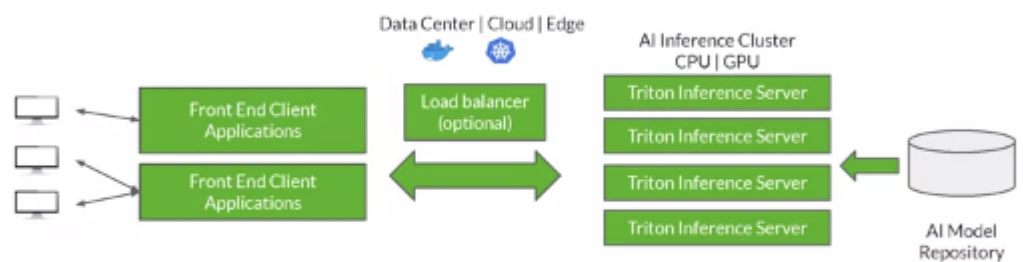 Data Center | Cloud | Edge
AI Inference Cluster
CPU | GPU
Front End Client
Applications
Front End Client
Applications
Load balancer
(optional)
Triton Inference Server
Triton Inference Server
Triton Inference Server
Triton Inference Server
AI Model
Repository